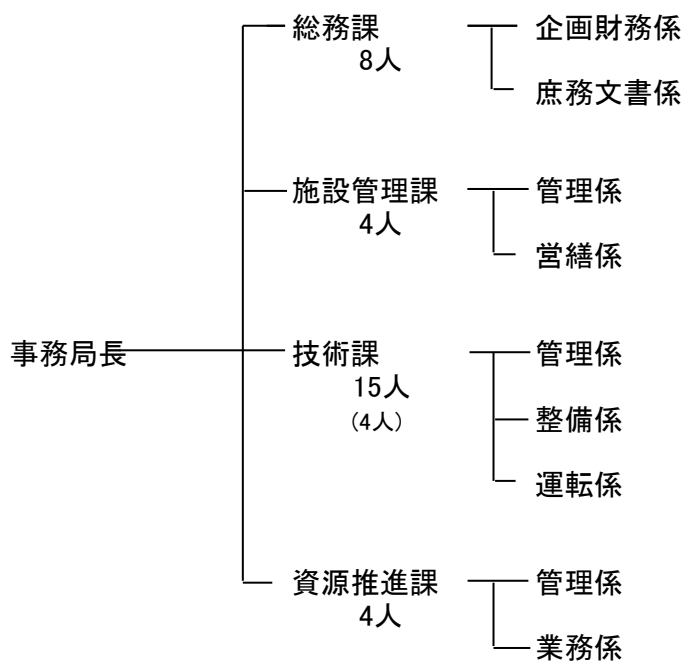 総務課
8人
企画財務係
庶務文書係
施設管理課
4人
管理係
営繕係
事務局長
技術課
15人
(4人)
管理係
整備係
運転係
資源推進課
4人
管理係
業務係